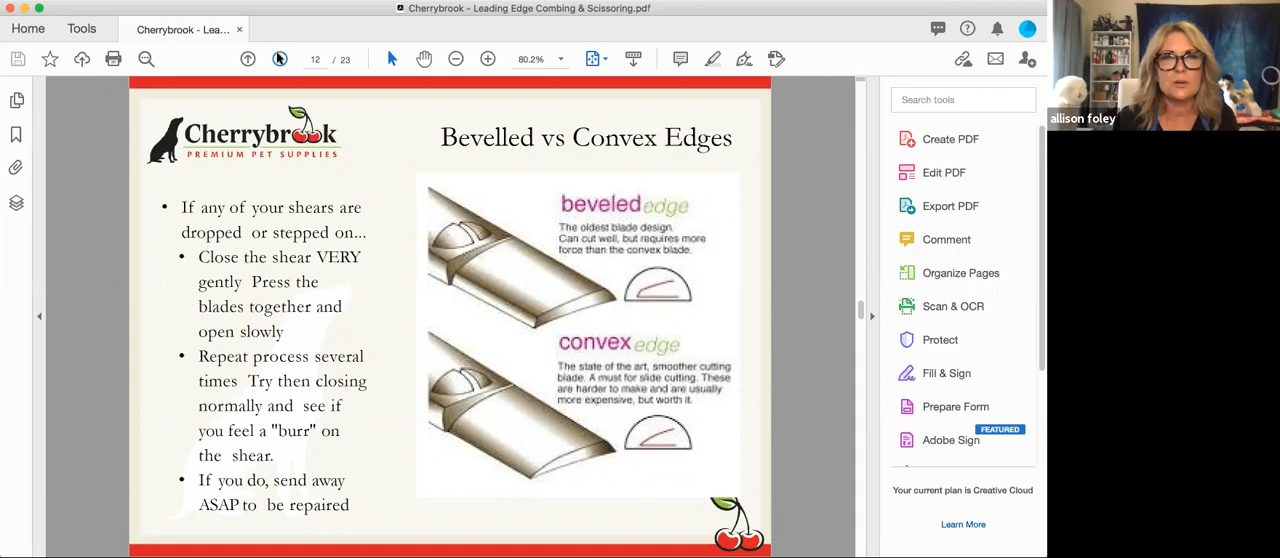 Cherrybrook - Leading Edge Combing & Scissoring.pdf
Home
Tools
Cherrybrook - Lea...
12 / 23
80.2%
Cherrybrook
PREMIUM PET SUPPLIES
Bevelled vs Convex Edges
• If any of your shears are
dropped or stepped on...
• Close the shear VERY
gently Press the
blades together and
open slowly
• Repeat process several
times Try then closing
normally and see if
you feel a "burr" on
the shear.
• If you do, send away
ASAP to be repaired
beveled edge
The oldest blade design.
Can cut well, but requires more
force than the convex blade.
convex edge
The state of the art, smoother cutting
blade. A must for slide cutting. These
are harder to make and are usually
more expensive, but worth it.
Search tools
Create PDF
Edit PDF
Export PDF
Comment
Organize Pages
Scan & OCR
Protect
Fill & Sign
Prepare Form
FEATURED
Adobe Sign
Your current plan is Creative Cloud
Learn More
allison foley